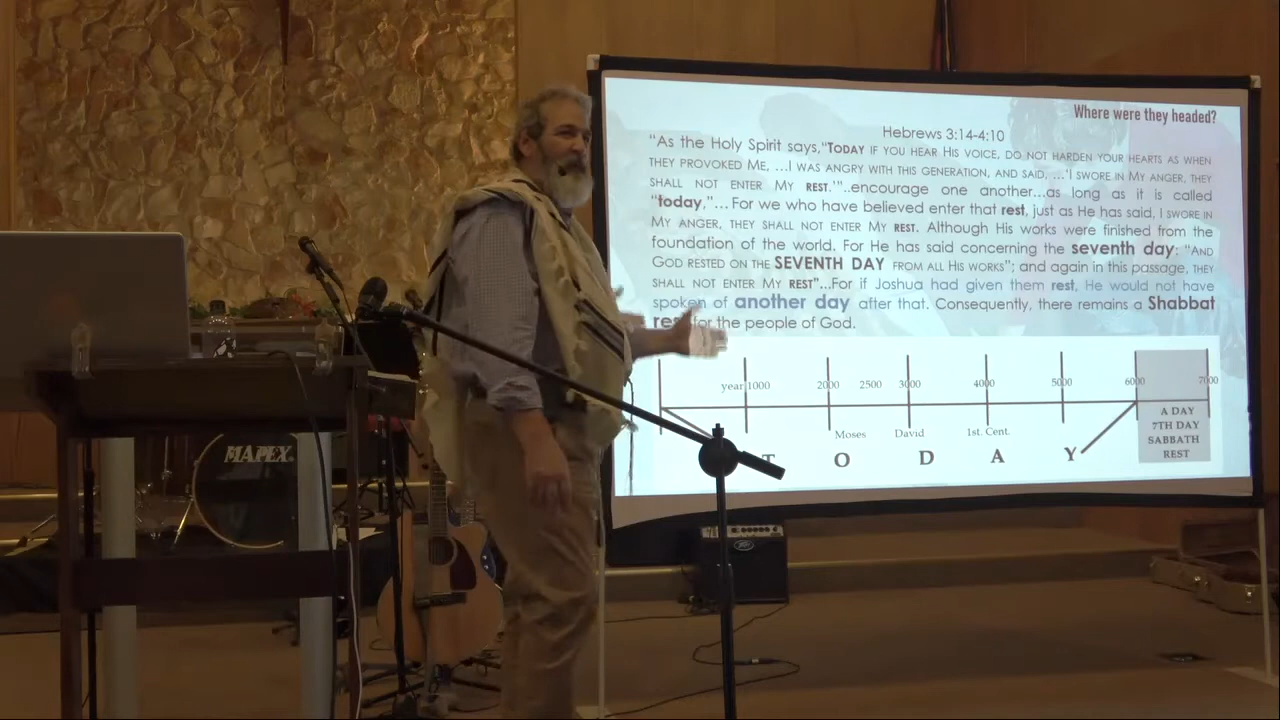 Where were they headed?
Hebrews 3:14-4:10
“As the Holy Spirit says,“TODAY IF YOU HEAR HIS VOICE, DO NOT HARDEN YOUR HEARTS AS WHEN
THEY PROVOKED ME, ...I WAS ANGRY WITH THIS GENERATION, AND SAID, ...‘I SWORE IN MY ANGER, THEY
SHALL NOT ENTER MY REST.’”..encourage one another...as long as it is called
“today,”... For we who have believed enter that rest, just as He has said, I SWORE IN
MY ANGER, THEY SHALL NOT ENTER MY REST. Although His works were finished from the
foundation of the world. For He has said concerning the seventh day: “AND
GOD RESTED ON THE SEVENTH DAY FROM ALL HIS WORKS”; and again in this passage, THEY
SHALL NOT ENTER MY REST”...For if Joshua had given them rest, He would not have
spoken of another day after that. Consequently, there remains a Shabbat
rest for the people of God.
year 1000 2000 2500 3000 4000 5000 6000 7000
Moses David 1st. Cent.
T O D A Y
A DAY
7TH DAY
SABBATH
REST
MAPEX